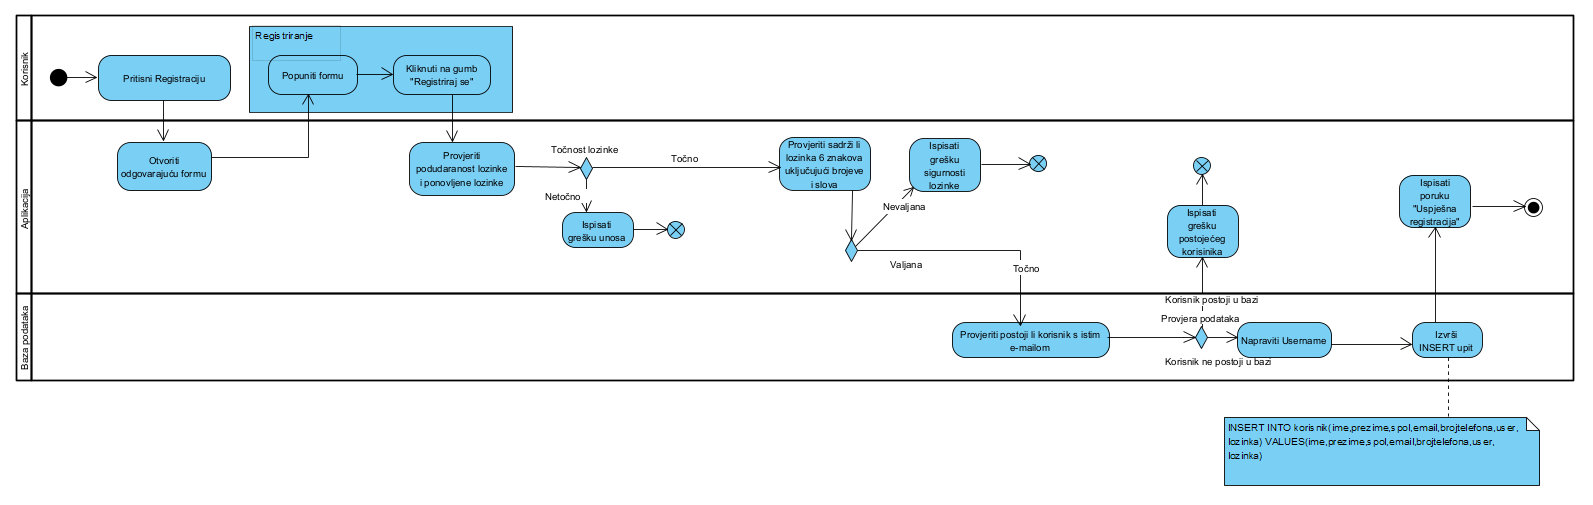 Korisnik
Pritisni Registraciju
Registriranje
Popuniti formu
Kliknuti na gumb
"Registriraj se"
Aplikacija
Otvoriti
odgovarajuću formu
Provjeriti
podudaranost lozinke
i ponovljene lozinke
Točnost lozinke
Točno
Netočno
Ispisati
grešku unosa
Provjeriti sadrži li
lozinka 6 znakova
uključujući brojeve
i slova
Ispisati
grešku
sigurnosti
lozinke
Nevaljana
Valjana
Točno
Ispisati
grešku
postojećeg
korisinika
Ispisati
poruku
"Uspješna
registracija"
Baza podataka
Provjeriti postoji li korisnik s istim
e-mailom
Korisnik postoji u bazi
Provjera podataka
Korisnik ne postoji u bazi
Napraviti Username
Izvrši
INSERT upit
INSERT INTO korisnik(ime,prezime,spol,email,brojtelefona,user,
lozinka) VALUES(ime,prezime,spol,email,brojtelefona,user,
lozinka)